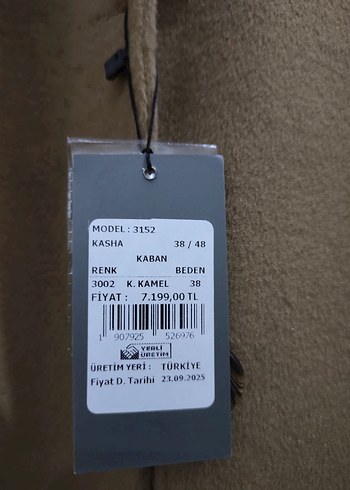 MODEL : 3152
KASHA 38 / 48
KABAN
RENK BEDEN
3002 K. KAMEL 38
FİYAT : 7.199,00 TL
1 907925 526976
YERLİ
ÜRETİM
ÜRETİM YERİ : TÜRKİYE
Fiyat D. Tarihi 23.09.2025